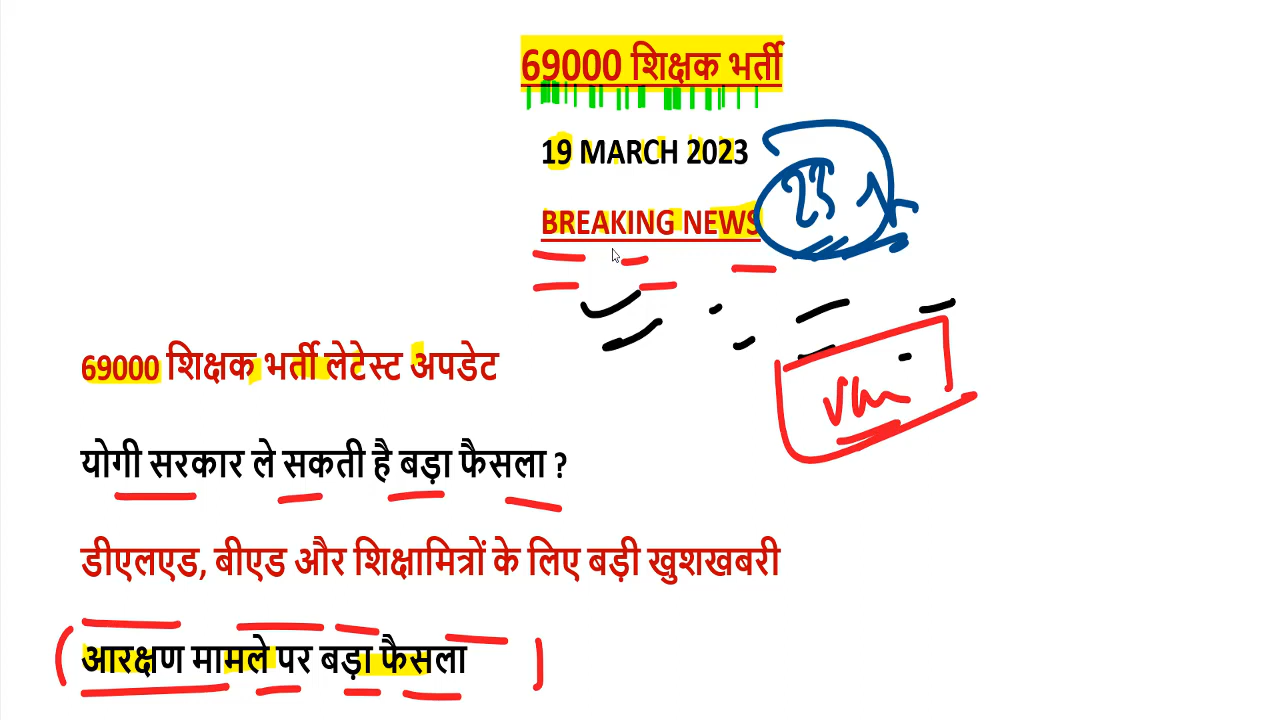 69000 शिक्षक भर्ती
19 MARCH 2023
BREAKING NEWS
69000 शिक्षक भर्ती लेटेस्ट अपडेट
योगी सरकार ले सकती है बड़ा फैसला ?
डीएलएड, बीएड और शिक्षामित्रों के लिए बड़ी खुशखबरी
आरक्षण मामले पर बड़ा फैसला